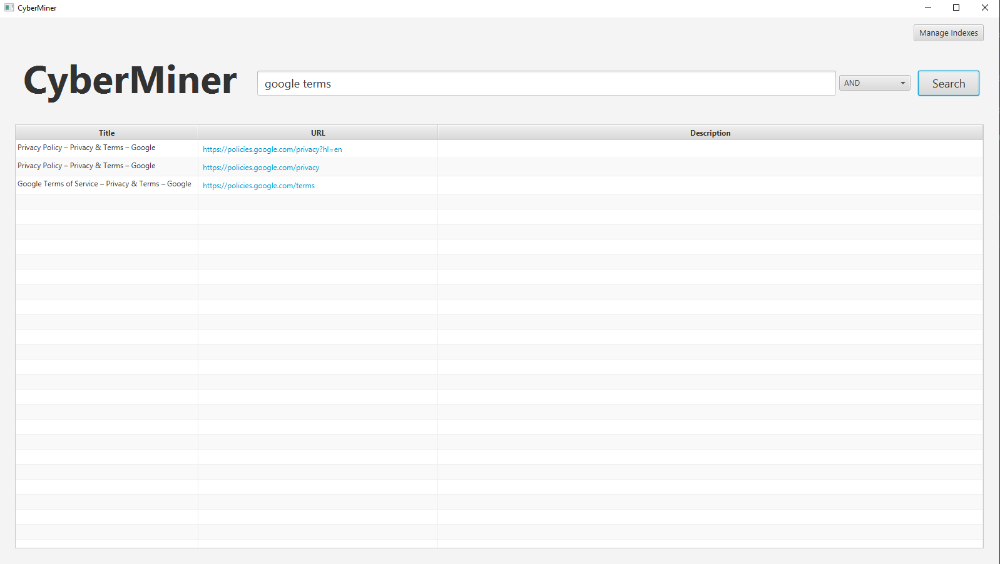 CyberMiner
Manage Indexes
CyberMiner
google terms
AND
Search
Title URL Description
Privacy Policy – Privacy & Terms – Google https://policies.google.com/privacy?hl=en
Privacy Policy – Privacy & Terms – Google https://policies.google.com/privacy
Google Terms of Service – Privacy & Terms – Google https://policies.google.com/terms